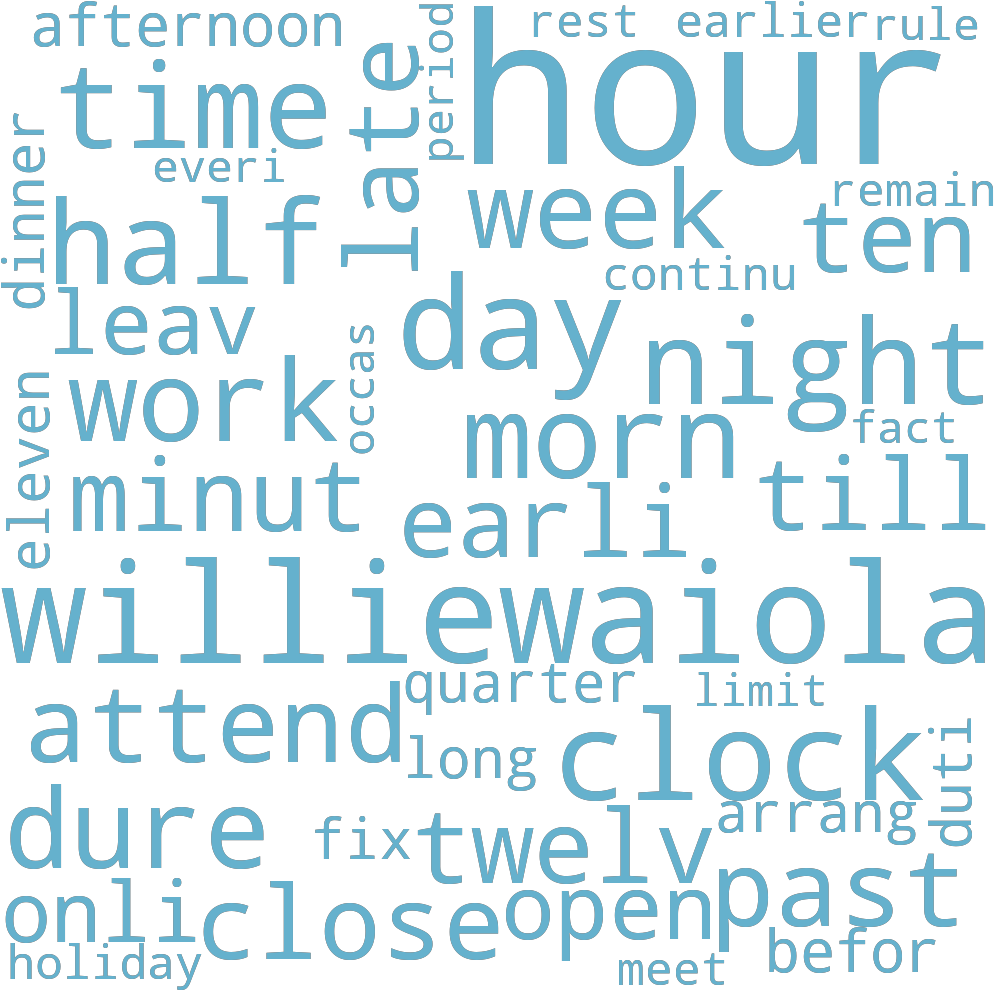 afternoon
rest
earlier
rule
hour
period
late
time
everi
dinner
half
week
remain
ten
continu
leav
day
night
occas
work
morn
fact
eleven
minut
earli
till
williewaiola
quarter
limit
attend
long
clock
duti
arrang
dure
fix
twelv
past
onli
close
open
befor
holiday
meet